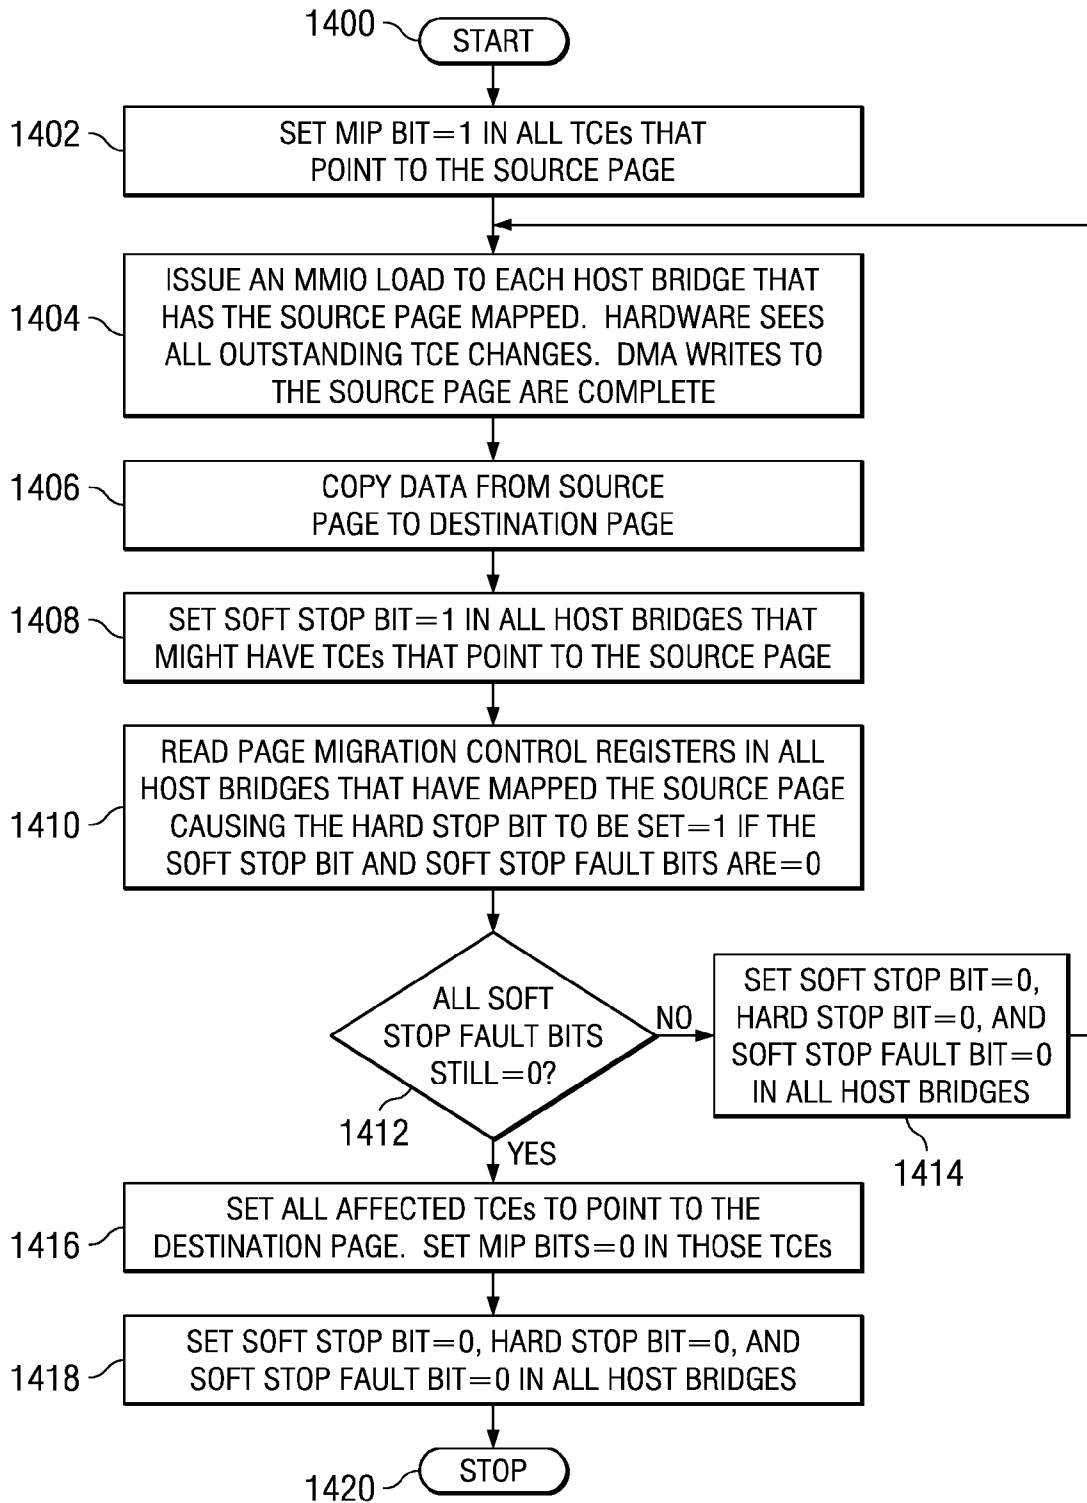 1400
START
1402
SET MIP BIT=1 IN ALL TCEs THAT
POINT TO THE SOURCE PAGE
1404
ISSUE AN MMIO LOAD TO EACH HOST BRIDGE THAT
HAS THE SOURCE PAGE MAPPED. HARDWARE SEES
ALL OUTSTANDING TCE CHANGES. DMA WRITES TO
THE SOURCE PAGE ARE COMPLETE
1406
COPY DATA FROM SOURCE
PAGE TO DESTINATION PAGE
1408
SET SOFT STOP BIT=1 IN ALL HOST BRIDGES THAT
MIGHT HAVE TCEs THAT POINT TO THE SOURCE PAGE
1410
READ PAGE MIGRATION CONTROL REGISTERS IN ALL
HOST BRIDGES THAT HAVE MAPPED THE SOURCE PAGE
CAUSING THE HARD STOP BIT TO BE SET=1 IF THE
SOFT STOP BIT AND SOFT STOP FAULT BITS ARE=0
ALL SOFT
STOP FAULT BITS
STILL=0?
1412
NO
YES
SET SOFT STOP BIT=0,
HARD STOP BIT=0, AND
SOFT STOP FAULT BIT=0
IN ALL HOST BRIDGES
1414
1416
SET ALL AFFECTED TCEs TO POINT TO THE
DESTINATION PAGE. SET MIP BITS=0 IN THOSE TCEs
1418
SET SOFT STOP BIT=0, HARD STOP BIT=0, AND
SOFT STOP FAULT BIT=0 IN ALL HOST BRIDGES
1420
STOP